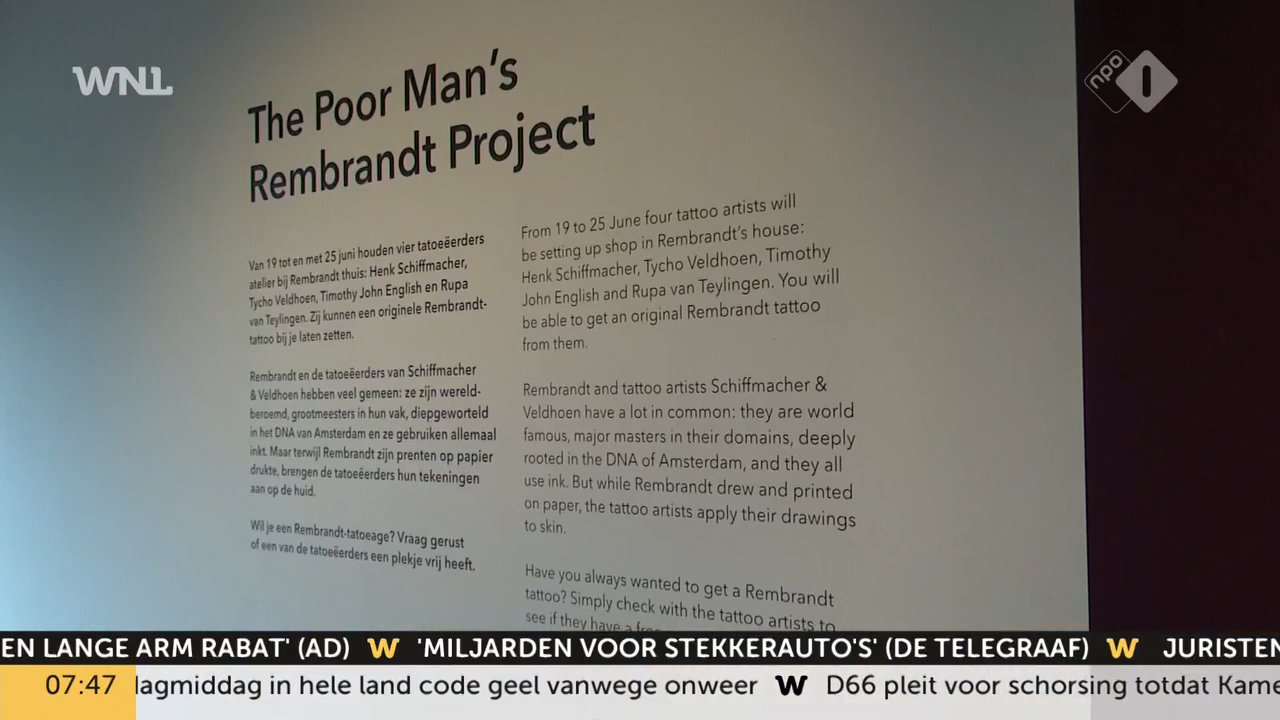 WNL
npo
The Poor Man's
Rembrandt Project
Van 19 tot en met 25 juni houden vier tatoeëerders
atelier bij Rembrandt thuis: Henk Schiffmacher,
Tycho Veldhoen, Timothy John English en Rupa
van Teylingen. Zij kunnen een originele Rembrandt-
tattoo bij je laten zetten.
Rembrandt en de tatoeëerders van Schiffmacher
& Veldhoen hebben veel gemeen: ze zijn wereld-
beroemd, grootmeesters in hun vak, diepgeworteld
in het DNA van Amsterdam en ze gebruiken allemaal
inkt. Maar terwijl Rembrandt zijn prenten op papier
drukte, brengen de tatoeëerders hun tekeningen
aan op de huid.
Wil je een Rembrandt-tatoeage? Vraag gerust
of een van de tatoeëerders een plekje vrij heeft.
From 19 to 25 June four tattoo artists will
be setting up shop in Rembrandt's house:
Henk Schiffmacher, Tycho Veldhoen, Timothy
John English and Rupa van Teylingen. You will
be able to get an original Rembrandt tattoo
from them.
Rembrandt and tattoo artists Schiffmacher &
Veldhoen have a lot in common: they are world
famous, major masters in their domains, deeply
rooted in the DNA of Amsterdam, and they all
use ink. But while Rembrandt drew and printed
on paper, the tattoo artists apply their drawings
to skin.
Have you always wanted to get a Rembrandt
tattoo? Simply check with the tattoo artists to
see if they have a
EN LANGE ARM RABAT' (AD) W 'MILJARDEN VOOR STEKKERAUTO'S' (DE TELEGRAAF) W JURISTEN
07:47 lagmiddag in hele land code geel vanwege onweer W D66 pleit voor schorsing totdat Kame